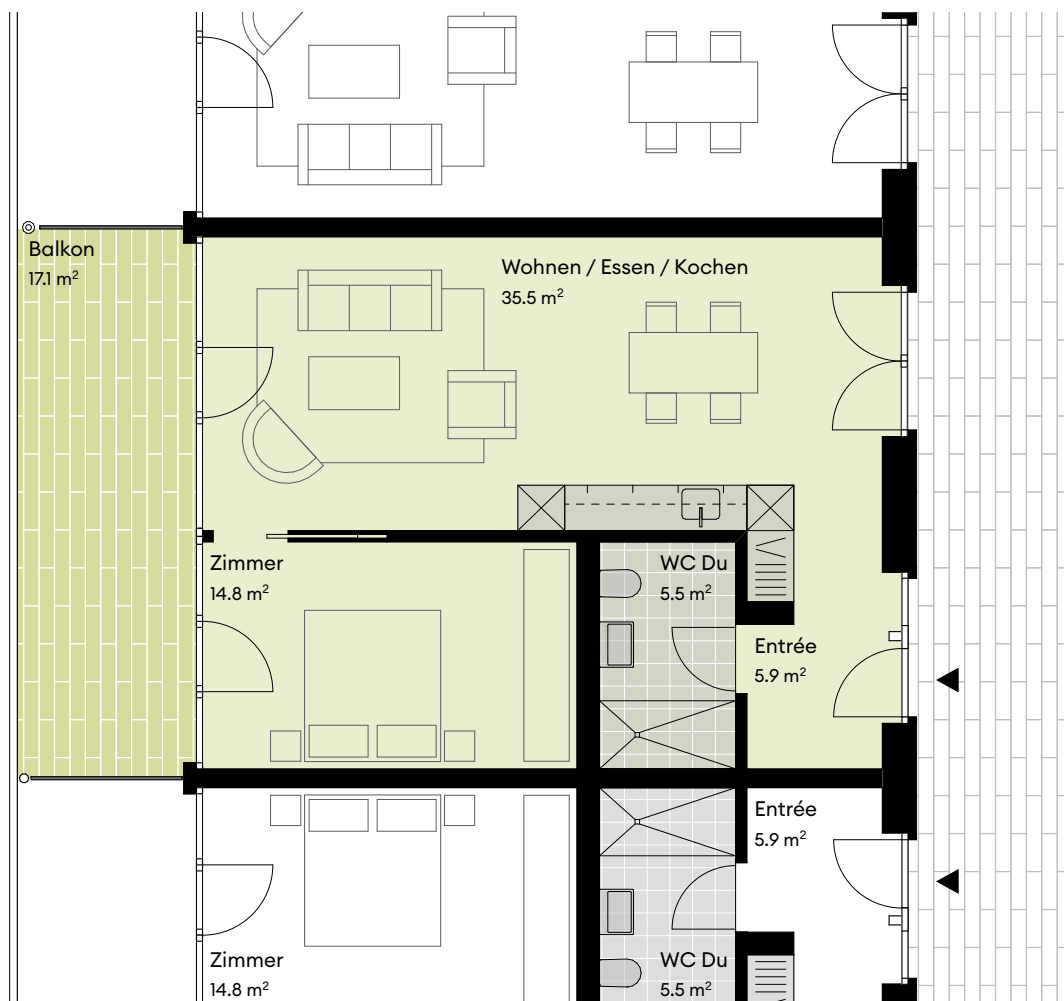 Balkon
17.1 m²
Wohnen / Essen / Kochen
35.5 m²
Zimmer
14.8 m²
WC Du
5.5 m²
Entrée
5.9 m²
Entrée
5.9 m²
Zimmer
14.8 m²
WC Du
5.5 m²